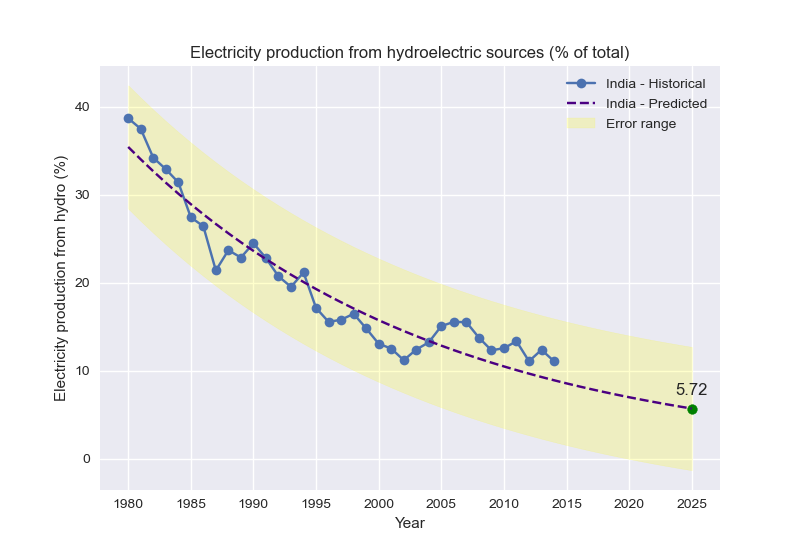 Electricity production from hydroelectric sources (% of total)
India - Historical
India - Predicted
Error range
Electricity production from hydro (%)
40
30
20
10
0
5.72
1980 1985 1990 1995 2000 2005 2010 2015 2020 2025
Year